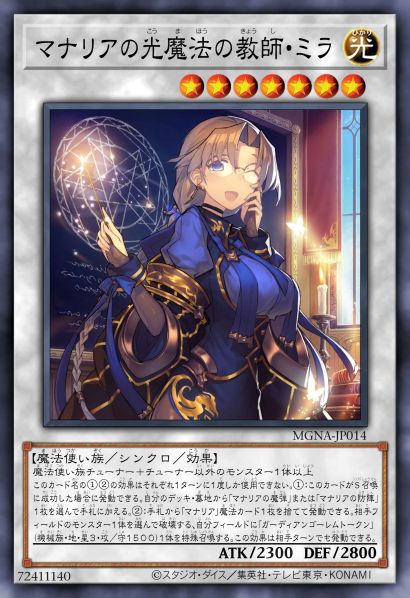 マナリアの光魔法の教師・ミラ
光
MGNA-JP014
【魔法使い族／シンクロ／効果】
魔法使い族チューナー＋チューナー以外のモンスター1体以上
このカード名の①②の効果はそれぞれ1ターンに1度しか使用できない。①:このカードがS召喚
に成功した場合に発動できる。自分のデッキ・墓地から「マナリアの魔弾」または「マナリアの防陣」
1枚を選んで手札に加える。②:手札から「マナリア」魔法カード1枚を捨てて発動できる。相手
フィールドのモンスター1体を選んで破壊する。自分フィールドに「ガーディアンゴーレムトークン」
(機械族・地・星3・攻／守1500)1体を特殊召喚する。この効果は相手ターンでも発動できる。
ATK/2300 DEF/2800
72411140 ©スタジオ・ダイス／集英社・テレビ東京・KONAMI